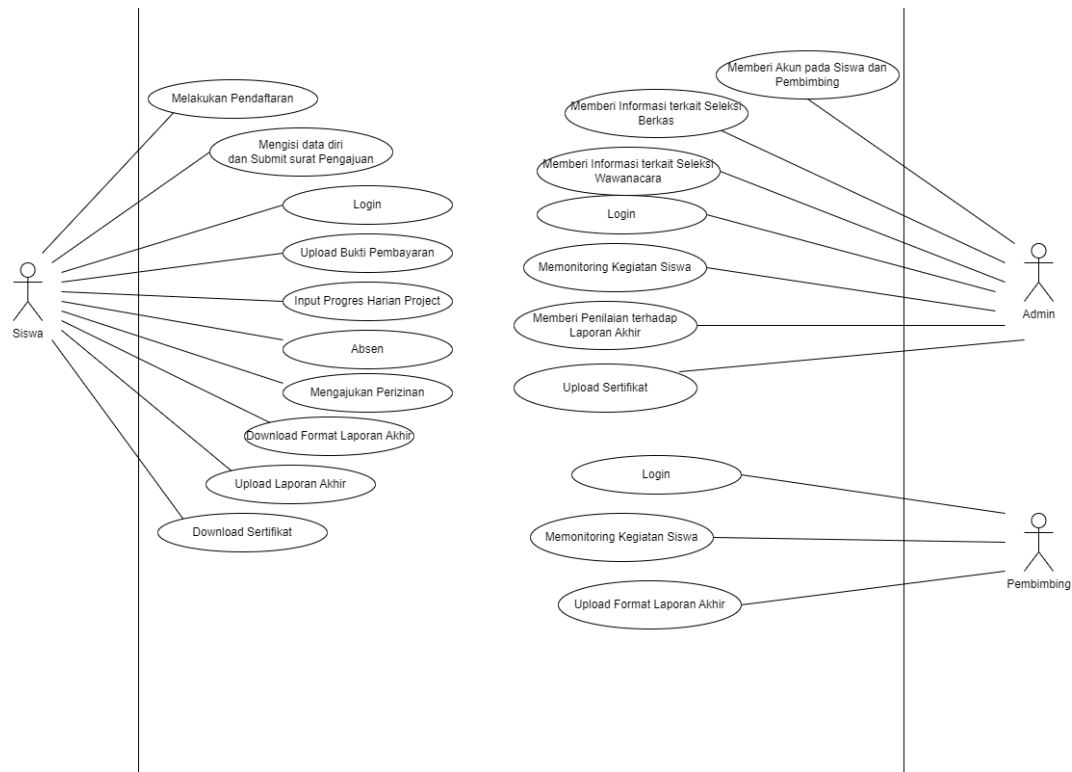 Melakukan Pendaftaran
Mengisi data diri
dan Submit surat Pengajuan
Login
Upload Bukti Pembayaran
Input Progres Harian Project
Absen
Mengajukan Perizinan
Download Format Laporan Akhir
Upload Laporan Akhir
Download Sertifikat
Siswa
Memberi Akun pada Siswa dan
Pembimbing
Memberi Informasi terkait Seleksi
Berkas
Memberi Informasi terkait Seleksi
Wawanacara
Login
Memonitoring Kegiatan Siswa
Memberi Penilaian terhadap
Laporan Akhir
Upload Sertifikat
Admin
Login
Memonitoring Kegiatan Siswa
Upload Format Laporan Akhir
Pembimbing